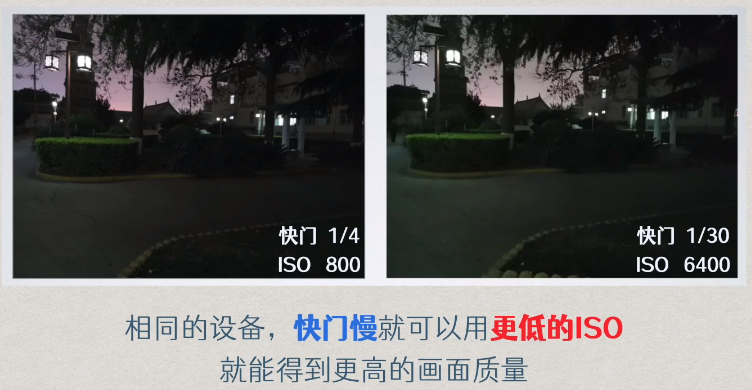 快门 1/4
ISO 800
快门 1/30
ISO 6400
相同的设备，快门慢就可以用更低的ISO
就能得到更高的画面质量